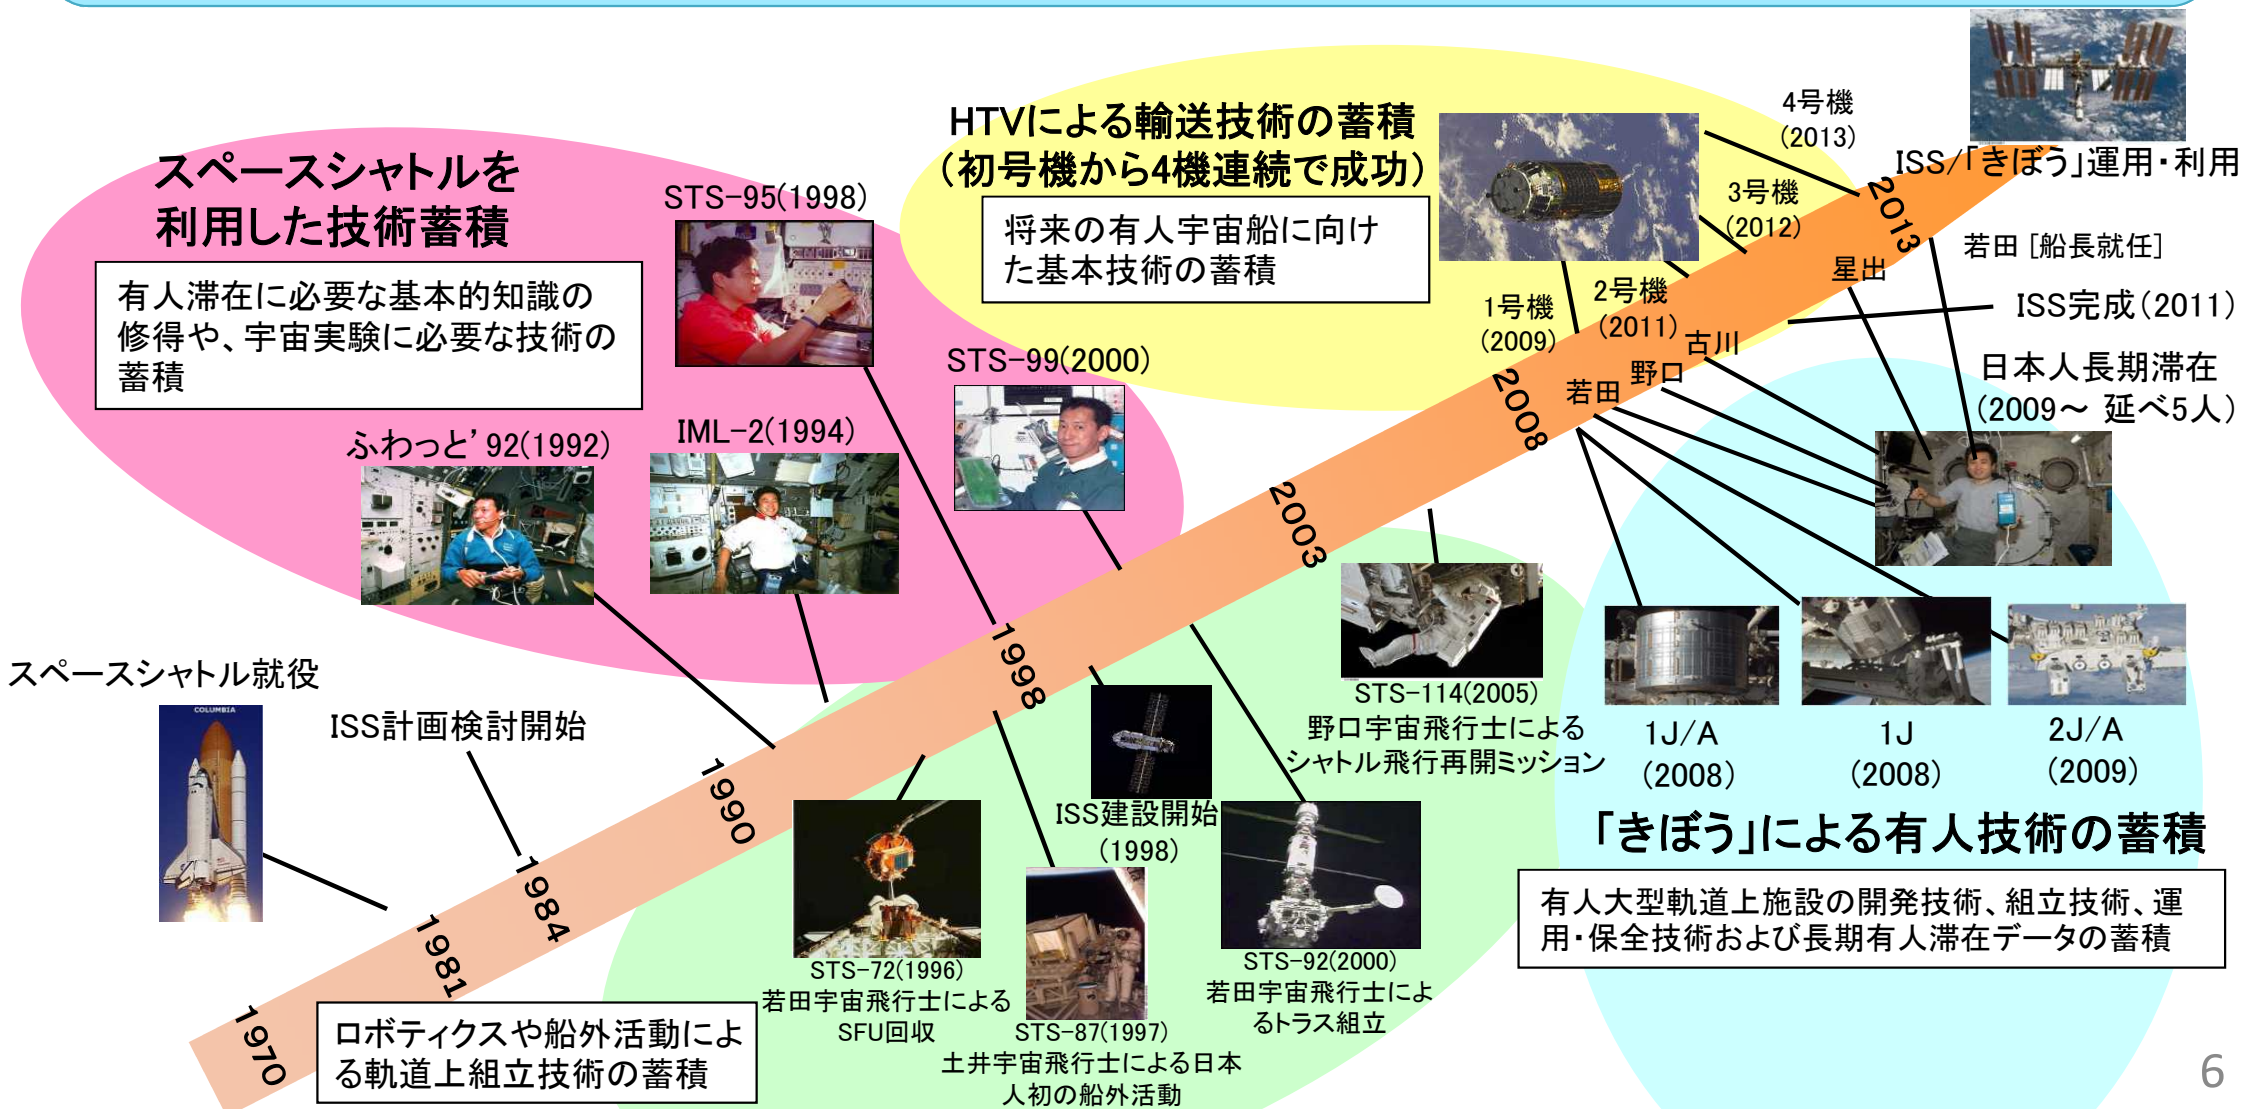 スペースシャトルを
利用した技術蓄積
有人滞在に必要な基本的知識の
修得や、宇宙実験に必要な技術の
蓄積
HTVによる輸送技術の蓄積
（初号機から4機連続で成功）
将来の有人宇宙船に向け
た基本技術の蓄積
STS-95(1998)
STS-99(2000)
ふわっと’92(1992)
IML-2(1994)
4号機
(2013)
3号機
(2012)
2号機
(2011)
1号機
(2009)
ISS/「きぼう」運用・利用
若田 [船長就任]
星出
ISS完成(2011)
古川
野口
若田
日本人長期滞在
(2009～ 延べ5人)
スペースシャトル就役
COLUMBIA
ISS計画検討開始
1970
1981
1984
1990
1998
2003
2008
2013
STS-114(2005)
野口宇宙飛行士による
シャトル飛行再開ミッション
ISS建設開始
(1998)
STS-72(1996)
若田宇宙飛行士による
SFU回収
STS-87(1997)
土井宇宙飛行士による日本
人初の船外活動
STS-92(2000)
若田宇宙飛行士によ
るトラス組立
ロボティクスや船外活動によ
る軌道上組立技術の蓄積
1J/A
(2008)
1J
(2008)
2J/A
(2009)
「きぼう」による有人技術の蓄積
有人大型軌道上施設の開発技術、組立技術、運
用・保全技術および長期有人滞在データの蓄積
6